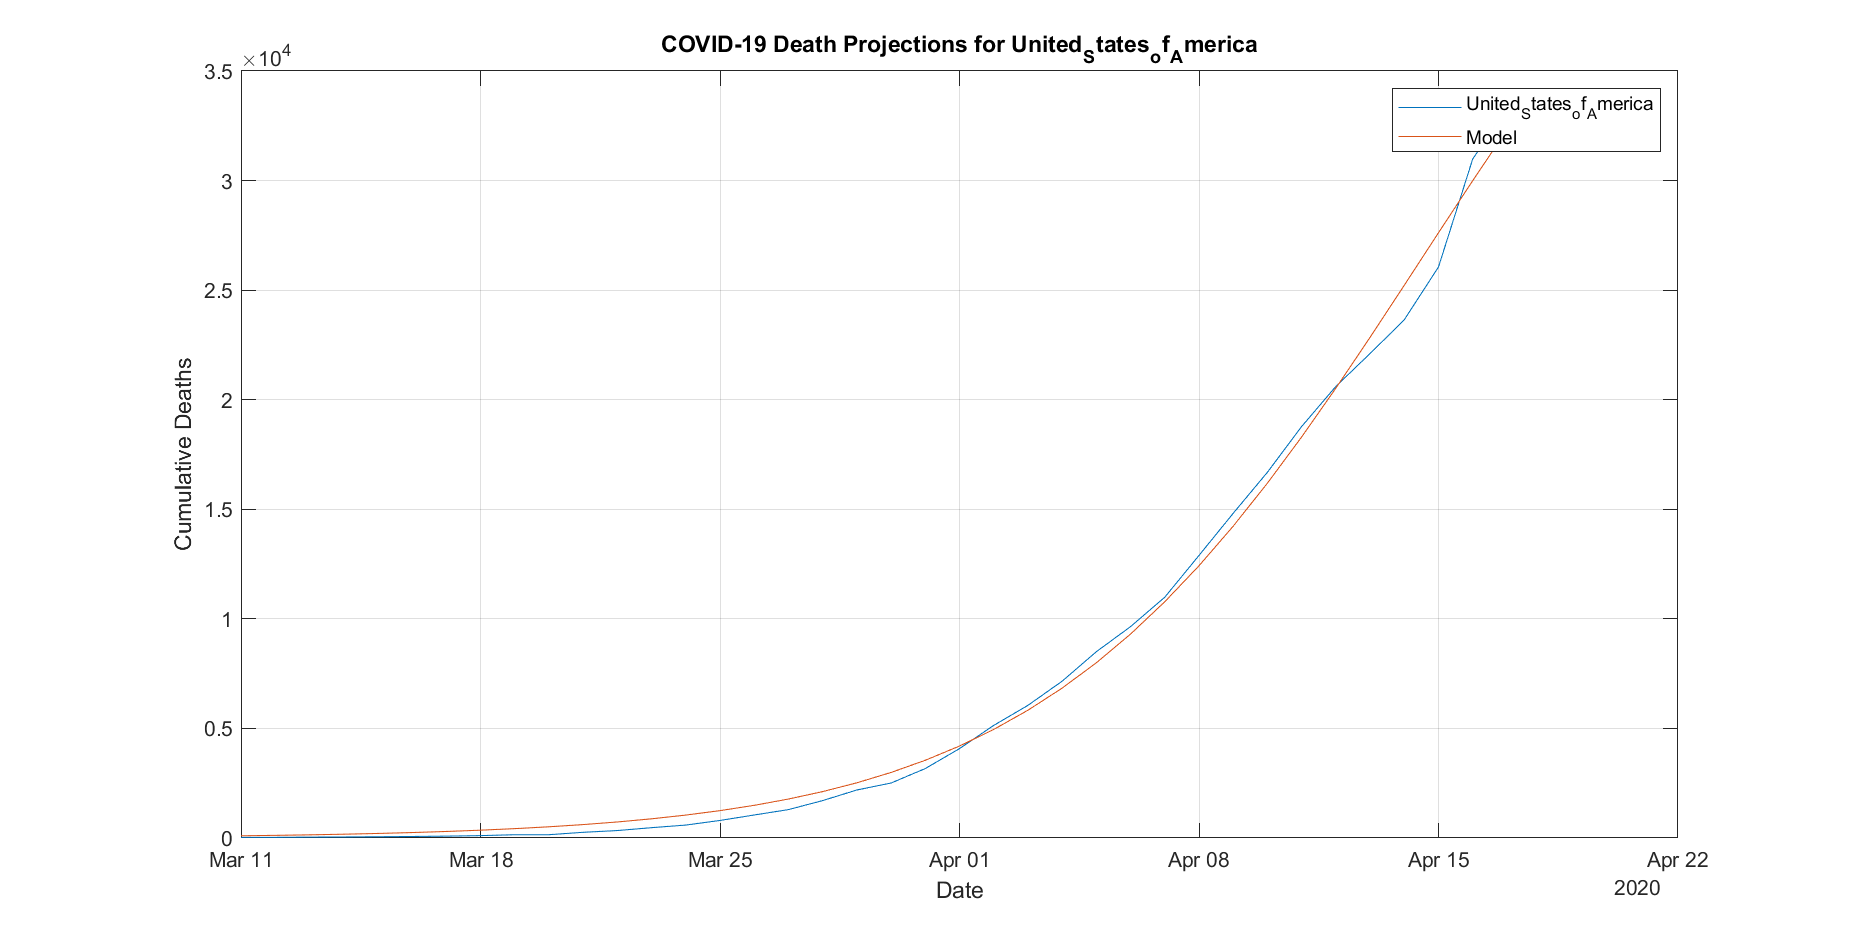 COVID-19 Death Projections for United_States_of_America
×10^4
3.5
3
2.5
2
1.5
1
0.5
0
Cumulative Deaths
United_States_of_America
Model
Mar 11 Mar 18 Mar 25 Apr 01 Apr 08 Apr 15 Apr 22
Date
2020